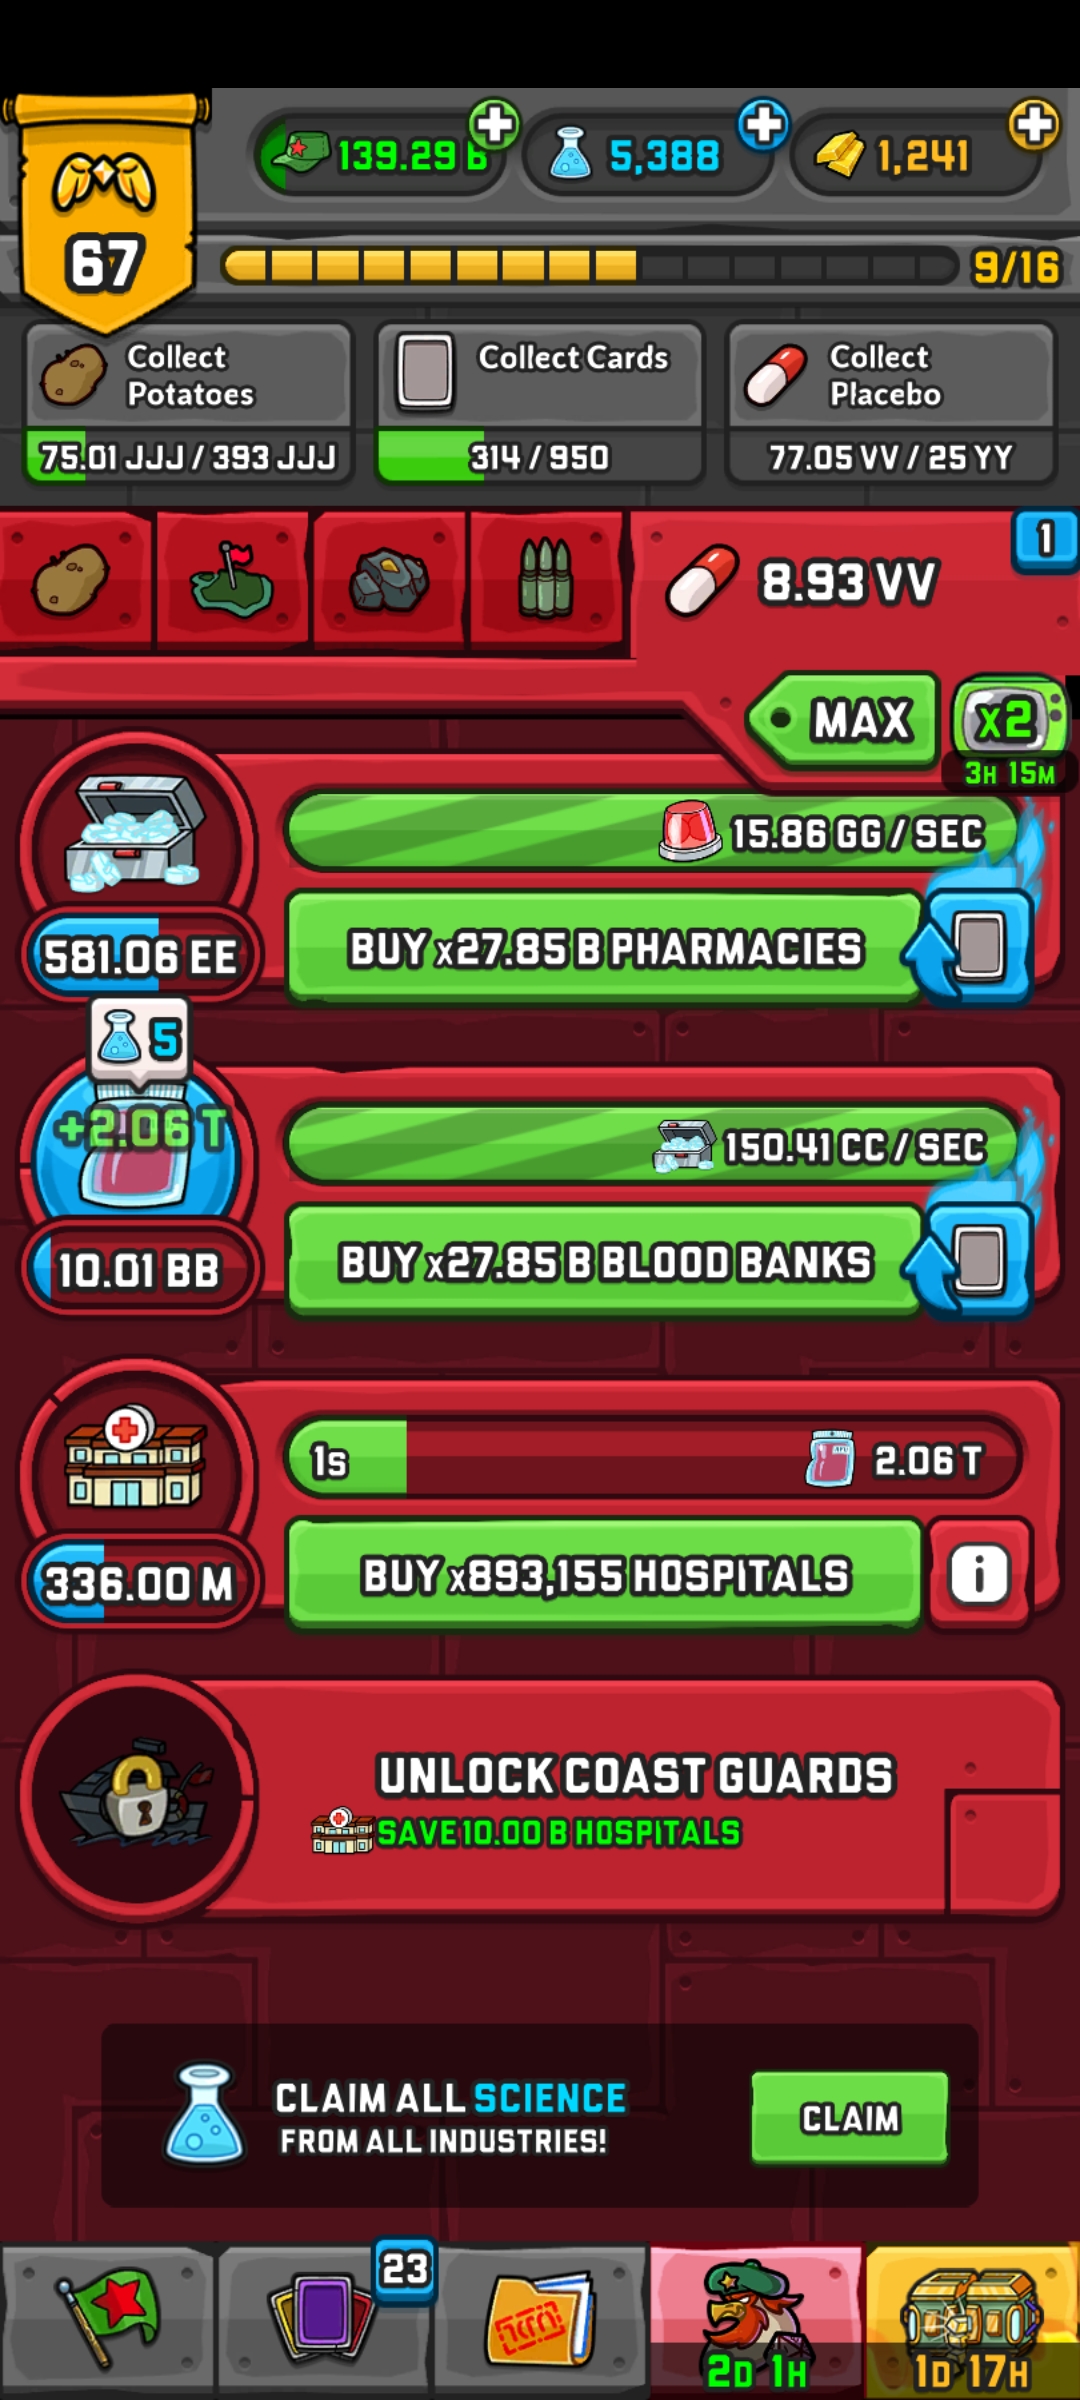 67
139.29 B
5,388
1,241
9/16
Collect
Potatoes
75.01 JJJ / 393 JJJ
Collect Cards
314 / 950
Collect
Placebo
77.05 VV / 25 YY
8.93 VV
1
MAX
x2
3H 15M
15.86 GG / SEC
581.06 EE
BUY x27.85 B PHARMACIES
5
+2.06 T
150.41 CC / SEC
10.01 BB
BUY x27.85 B BLOOD BANKS
1s
2.06 T
336.00 M
BUY x893,155 HOSPITALS
i
UNLOCK COAST GUARDS
SAVE 10.00 B HOSPITALS
CLAIM ALL SCIENCE
FROM ALL INDUSTRIES!
CLAIM
23
2D 1H
1D 17H